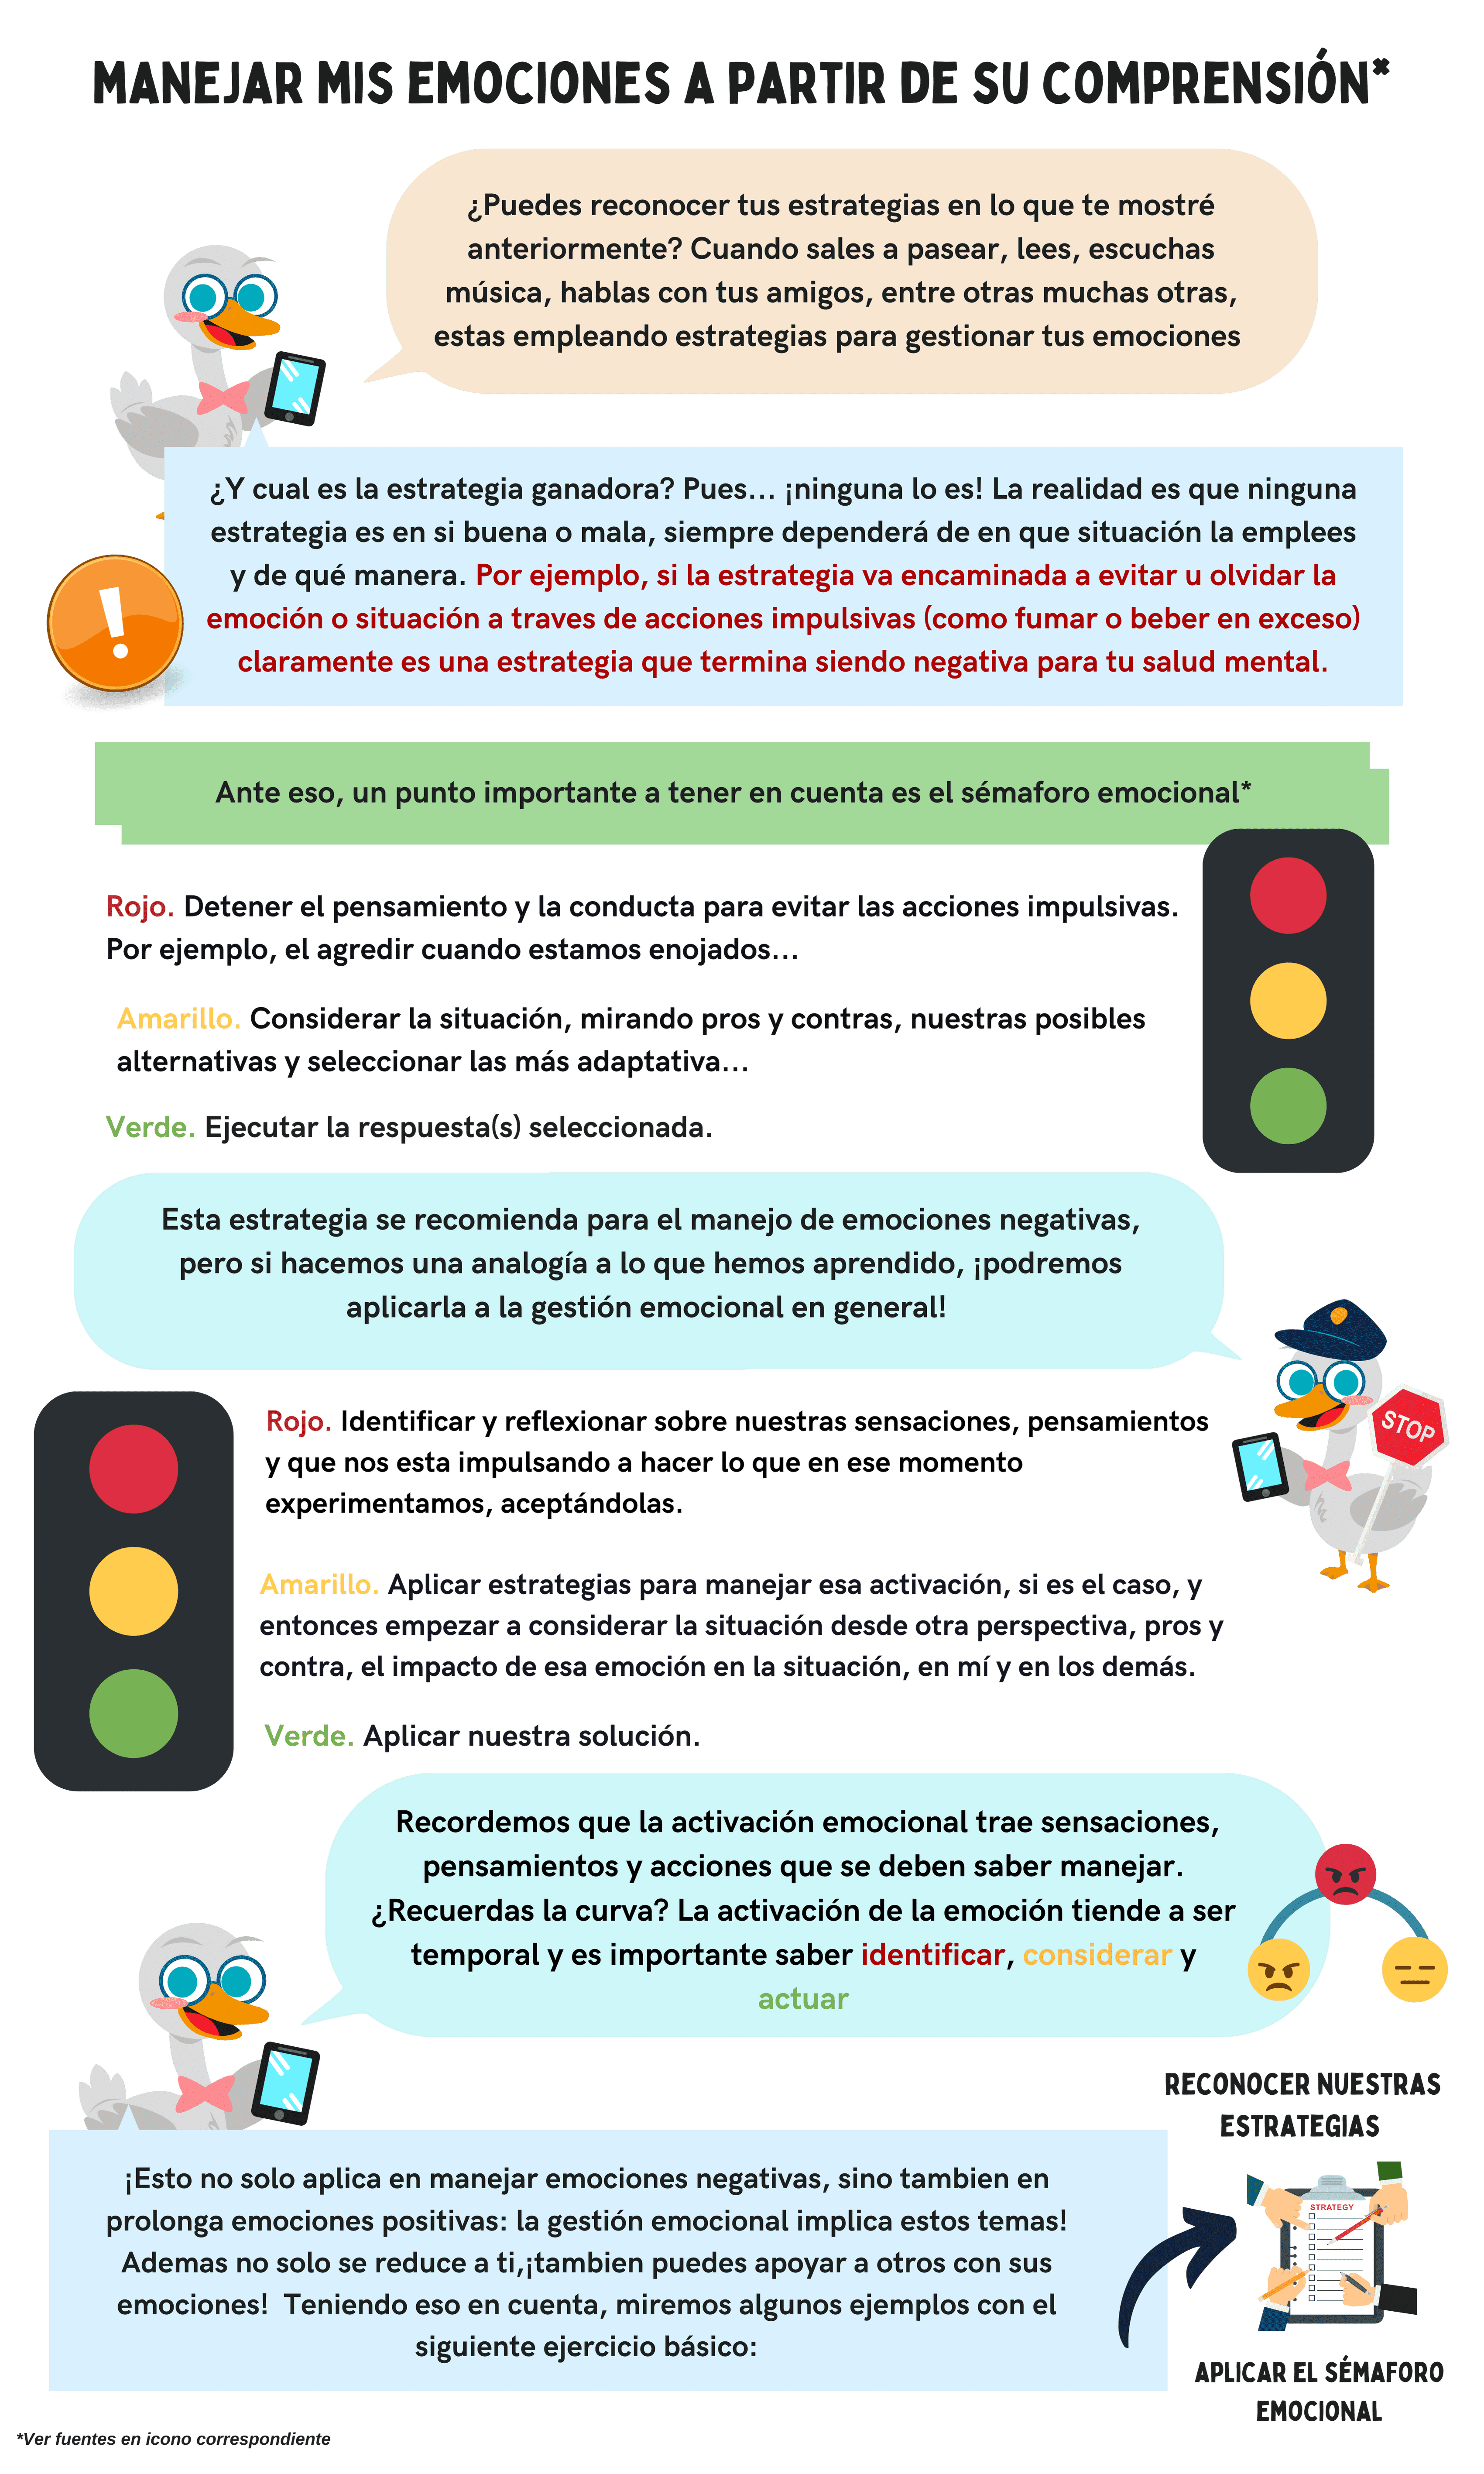 MANEJAR MIS EMOCIONES A PARTIR DE SU COMPRENSIÓN*
¿Puedes reconocer tus estrategias en lo que te mostré
anteriormente? Cuando sales a pasear, lees, escuchas
música, hablas con tus amigos, entre otras muchas otras,
estas empleando estrategias para gestionar tus emociones
¿Y cual es la estrategia ganadora? Pues... ¡ninguna lo es! La realidad es que ninguna
estrategia es en si buena o mala, siempre dependerá de en que situación la emplees
y de qué manera. Por ejemplo, si la estrategia va encaminada a evitar u olvidar la
emoción o situación a traves de acciones impulsivas (como fumar o beber en exceso)
claramente es una estrategia que termina siendo negativa para tu salud mental.
!
Ante eso, un punto importante a tener en cuenta es el sémaforo emocional*
Rojo. Detener el pensamiento y la conducta para evitar las acciones impulsivas.
Por ejemplo, el agredir cuando estamos enojados...
Amarillo. Considerar la situación, mirando pros y contras, nuestras posibles
alternativas y seleccionar las más adaptativa...
Verde. Ejecutar la respuesta(s) seleccionada.
Esta estrategia se recomienda para el manejo de emociones negativas,
pero si hacemos una analogía a lo que hemos aprendido, ¡podremos
aplicarla a la gestión emocional en general!
STOP
Rojo. Identificar y reflexionar sobre nuestras sensaciones, pensamientos
y que nos esta impulsando a hacer lo que en ese momento
experimentamos, aceptándolas.
Amarillo. Aplicar estrategias para manejar esa activación, si es el caso, y
entonces empezar a considerar la situación desde otra perspectiva, pros y
contra, el impacto de esa emoción en la situación, en mí y en los demás.
Verde. Aplicar nuestra solución.
Recordemos que la activación emocional trae sensaciones,
pensamientos y acciones que se deben saber manejar.
¿Recuerdas la curva? La activación de la emoción tiende a ser
temporal y es importante saber identificar, considerar y
actuar
¡Esto no solo aplica en manejar emociones negativas, sino tambien en
prolonga emociones positivas: la gestión emocional implica estos temas!
Ademas no solo se reduce a ti,¡tambien puedes apoyar a otros con sus
emociones! Teniendo eso en cuenta, miremos algunos ejemplos con el
siguiente ejercicio básico:
RECONOCER NUESTRAS
ESTRATEGIAS
STRATEGY
APLICAR EL SÉMAFORO
EMOCIONAL
*Ver fuentes en icono correspondiente